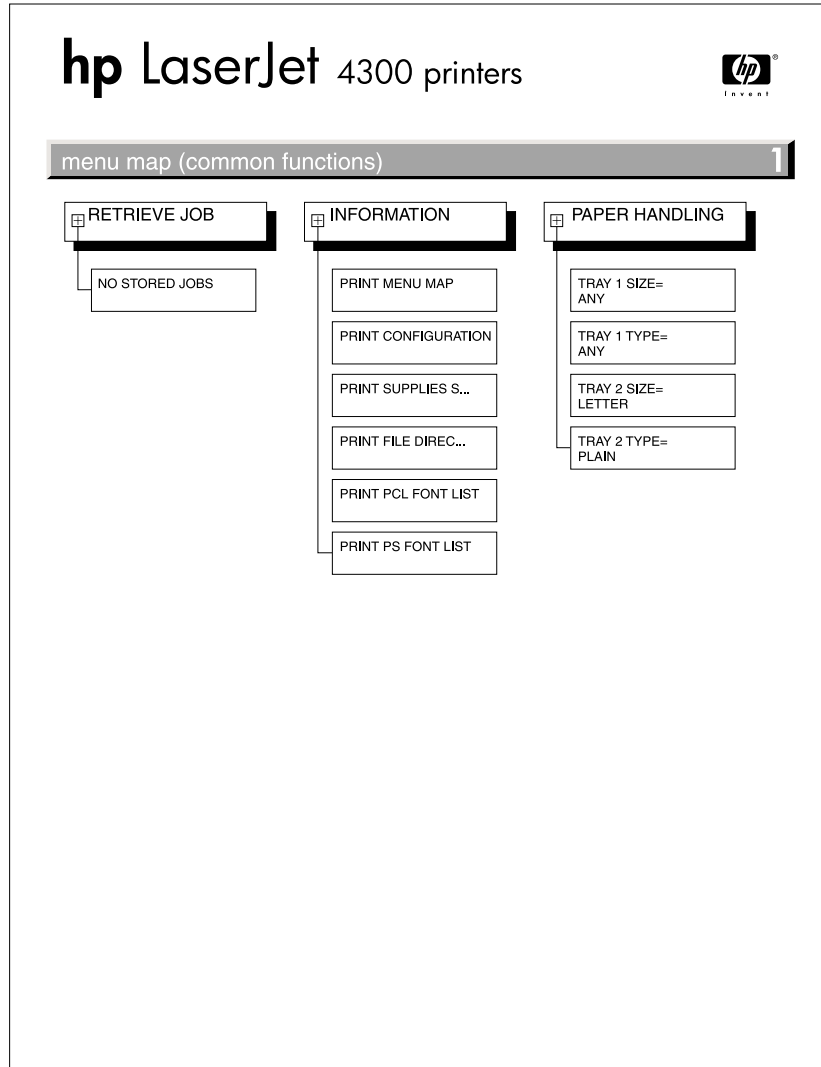 hp LaserJet 4300 printers
hp®
invent
menu map (common functions) 1
RETRIEVE JOB
NO STORED JOBS
INFORMATION
PRINT MENU MAP
PRINT CONFIGURATION
PRINT SUPPLIES S...
PRINT FILE DIREC...
PRINT PCL FONT LIST
PRINT PS FONT LIST
PAPER HANDLING
TRAY 1 SIZE=
ANY
TRAY 1 TYPE=
ANY
TRAY 2 SIZE=
LETTER
TRAY 2 TYPE=
PLAIN